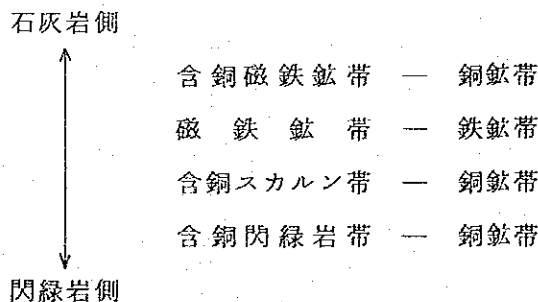 石灰岩側
含銅磁鉄鉱帯 — 銅鉱帯
磁鉄鉱帯 — 鉄鉱帯
含銅スカルン帯 — 銅鉱帯
含銅閃緑岩帯 — 銅鉱帯
閃緑岩側